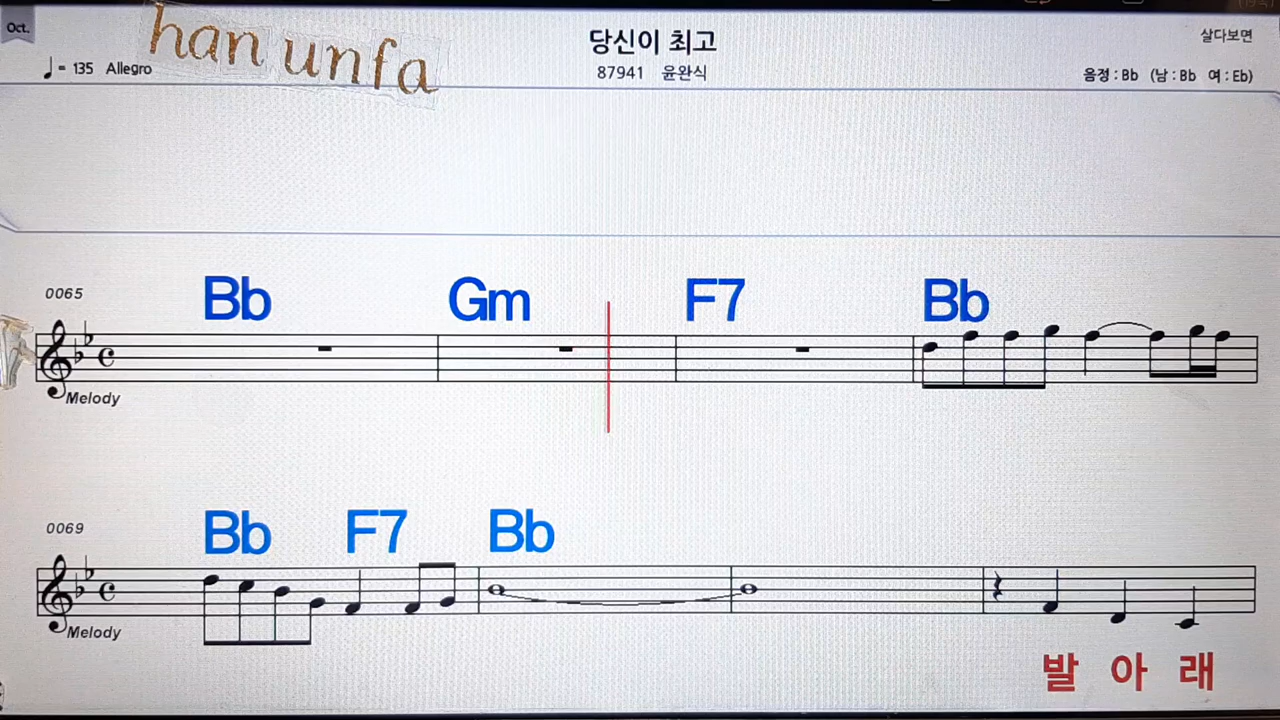 Oct.
han unfa
♩= 135 Allegro
당신이 최고
87941 윤완식
살다보면
음정 : Bb (남 : Bb 여 : Eb)
0065
Bb Gm F7 Bb
Melody
0069
Bb F7 Bb
Melody
발 아 래